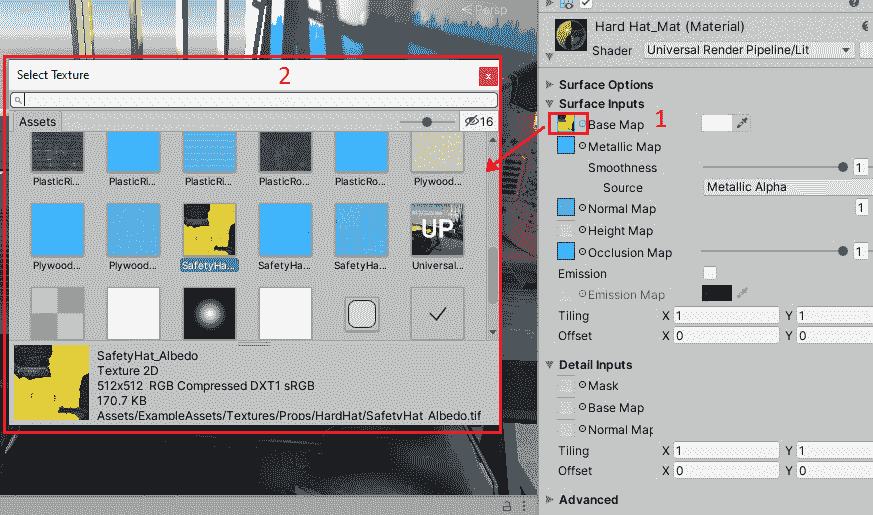 Persp
Select Texture
2
Assets
16
PlasticRi...
PlasticRi...
PlasticRi...
PlasticRo...
PlasticRo...
Plywood...
Plywood...
Plywood...
SafetyHa...
SafetyHa...
SafetyHa...
UP
Universal...
SafetyHat_Albedo
Texture 2D
512x512 RGB Compressed DXT1 sRGB
170.7 KB
Assets/ExampleAssets/Textures/Props/HardHat/SafetyHat_Albedo.tif
Hard Hat_Mat (Material)
Shader Universal Render Pipeline/Lit
Surface Options
Surface Inputs
Base Map
1
Metallic Map
Smoothness 1
Source Metallic Alpha
Normal Map 1
Height Map
Occlusion Map 1
Emission
Emission Map
Tiling X 1 Y 1
Offset X 0 Y 0
Detail Inputs
Mask
Base Map
Normal Map
Tiling X 1 Y 1
Offset X 0 Y 0
Advanced